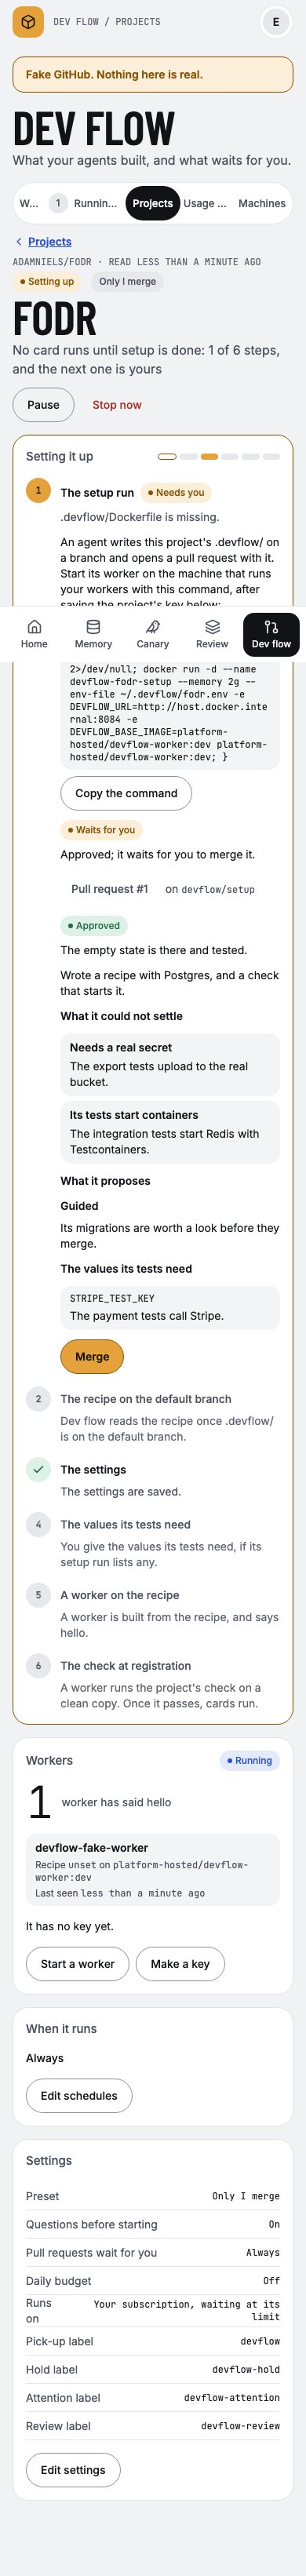 DEV FLOW / PROJECTS
E
Fake GitHub. Nothing here is real.
DEV FLOW
What your agents built, and what waits for you.
W... 1 Runnin... Projects Usage ... Machines
Projects
ADAMNIELS/FODR · READ LESS THAN A MINUTE AGO
Setting up Only I merge
FODR
No card runs until setup is done: 1 of 6 steps,
and the next one is yours
Pause Stop now
Setting it up
1 The setup run Needs you
.devflow/Dockerfile is missing.
An agent writes this project's .devflow/ on
a branch and opens a pull request with it.
Start its worker on the machine that runs
your workers with this command, after
saving the project's key below:
Home Memory Canary Review Dev flow
2>/dev/null; docker run -d --name
devflow-fodr-setup --memory 2g --
env-file ~/.devflow/fodr.env -e
DEVFLOW_URL=http://host.docker.inte
rnal:8084 -e
DEVFLOW_BASE_IMAGE=platform-
hosted/devflow-worker:dev platform-
hosted/devflow-worker:dev; }
Copy the command
Waits for you
Approved; it waits for you to merge it.
Pull request #1 on devflow/setup
Approved
The empty state is there and tested.
Wrote a recipe with Postgres, and a check
that starts it.
What it could not settle
Needs a real secret
The export tests upload to the real
bucket.
Its tests start containers
The integration tests start Redis with
Testcontainers.
What it proposes
Guided
Its migrations are worth a look before they
merge.
The values its tests need
STRIPE_TEST_KEY
The payment tests call Stripe.
Merge
2 The recipe on the default branch
Dev flow reads the recipe once .devflow/
is on the default branch.
The settings
The settings are saved.
4 The values its tests need
You give the values its tests need, if its
setup run lists any.
5 A worker on the recipe
A worker is built from the recipe, and says
hello.
6 The check at registration
A worker runs the project's check on a
clean copy. Once it passes, cards run.
Workers Running
1 worker has said hello
devflow-fake-worker
Recipe unset on platform-hosted/devflow-
worker:dev
Last seen less than a minute ago
It has no key yet.
Start a worker Make a key
When it runs
Always
Edit schedules
Settings
Preset Only I merge
Questions before starting On
Pull requests wait for you Always
Daily budget Off
Runs on Your subscription, waiting at its limit
Pick-up label devflow
Hold label devflow-hold
Attention label devflow-attention
Review label devflow-review
Edit settings